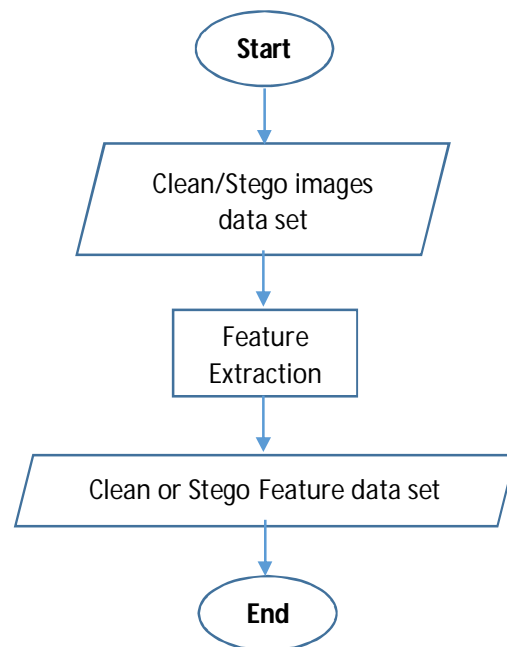 Start
Clean/Stego images
data set
Feature
Extraction
Clean or Stego Feature data set
End